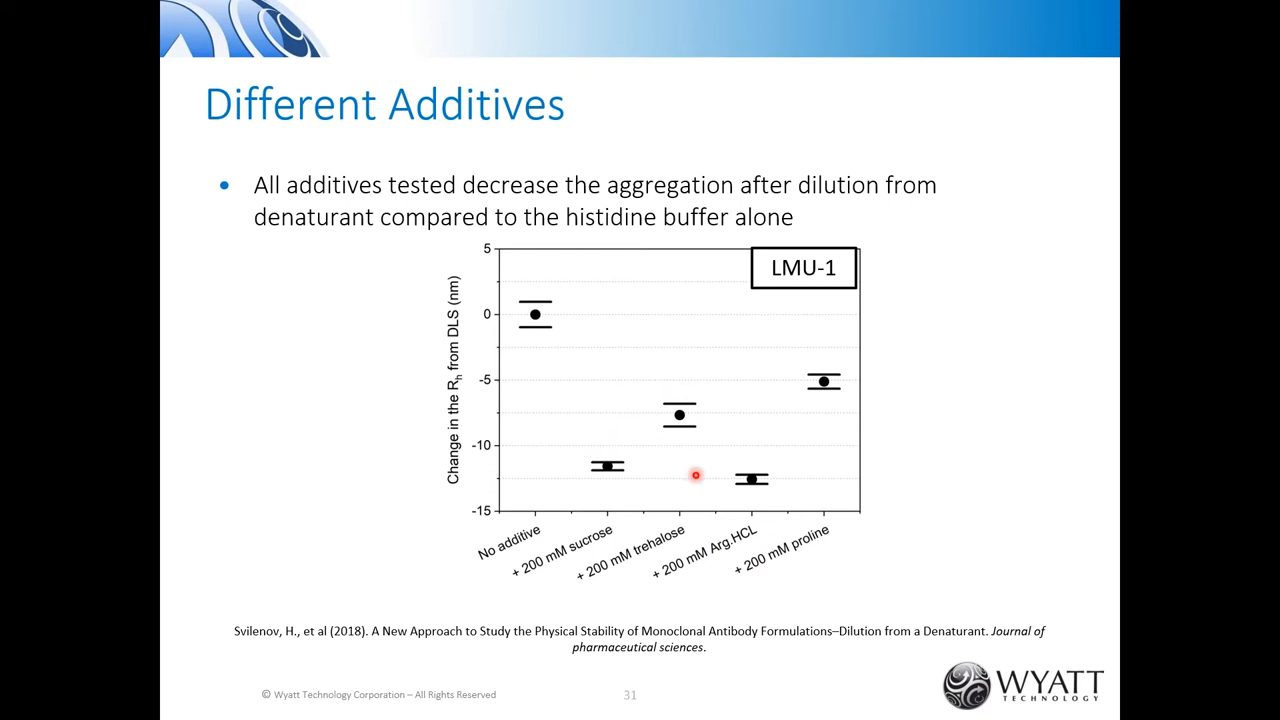 Different Additives
• All additives tested decrease the aggregation after dilution from
denaturant compared to the histidine buffer alone
LMU-1
Change in the Rh from DLS (nm)
5
0
-5
-10
-15
No additive
+ 200 mM sucrose
+ 200 mM trehalose
+ 200 mM Arg.HCL
+ 200 mM proline
Svilenov, H., et al (2018). A New Approach to Study the Physical Stability of Monoclonal Antibody Formulations–Dilution from a Denaturant. Journal of
pharmaceutical sciences.
© Wyatt Technology Corporation – All Rights Reserved
31
WYATT
TECHNOLOGY